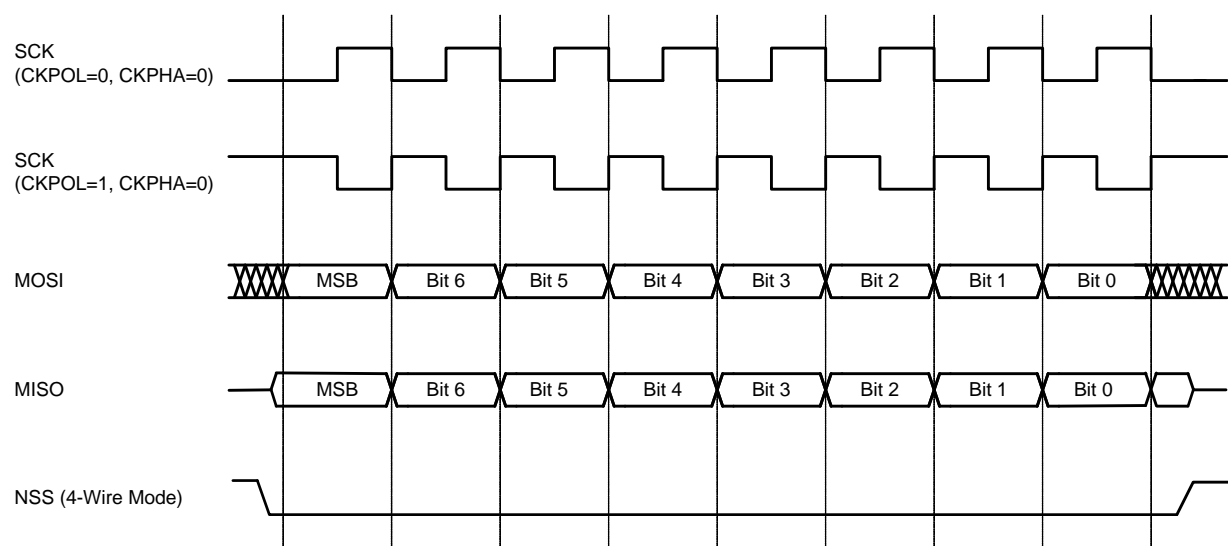 SCK
(CKPOL=0, CKPHA=0)
SCK
(CKPOL=1, CKPHA=0)
MOSI
MSB Bit 6 Bit 5 Bit 4 Bit 3 Bit 2 Bit 1 Bit 0
MISO
MSB Bit 6 Bit 5 Bit 4 Bit 3 Bit 2 Bit 1 Bit 0
NSS (4-Wire Mode)